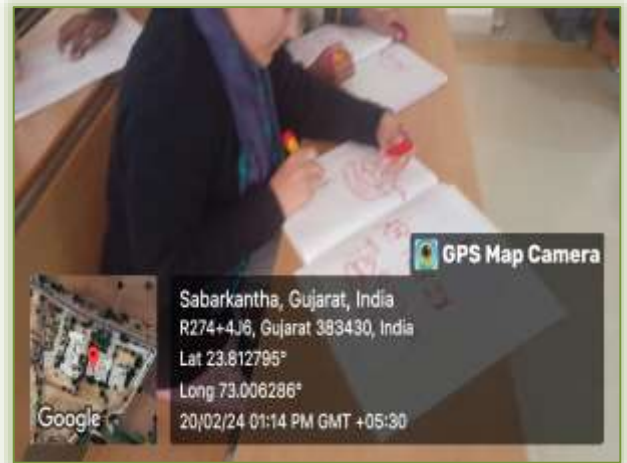 GPS Map Camera
Sabarkantha, Gujarat, India
R274+4J6, Gujarat 383430, India
Lat 23.812795°
Long 73.006286°
20/02/24 01:14 PM GMT +05:30
Google